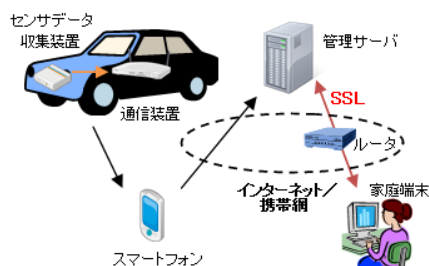 センサデータ
収集装置
通信装置
管理サーバ
SSL
ルータ
インターネット/
携帯網
家庭端末
スマートフォン